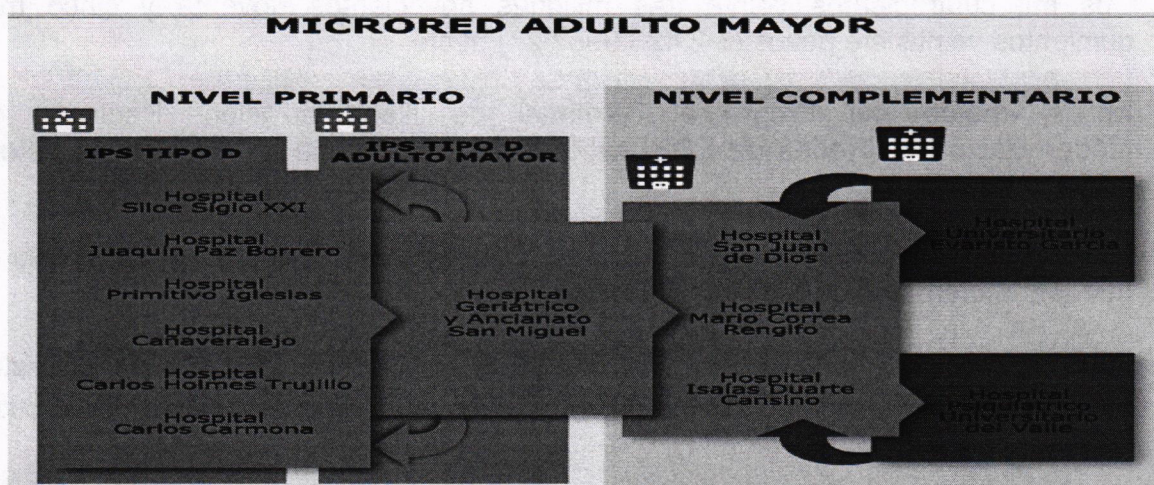 MICRORED ADULTO MAYOR
NIVEL PRIMARIO
NIVEL COMPLEMENTARIO
IPS TIPO D
Hospital
Siloe Siglo XXI
Hospital
Juaquín Paz Borrero
Hospital
Primitivo Iglesias
Hospital
Cañaveralejo
Hospital
Carlos Holmes Trujillo
Hospital
Carlos Carmona
IPS TIPO D
ADULTO MAYOR
Hospital
Geriátrico
y Ancianato
San Miguel
Hospital
San Juan
de Dios
Hospital
Mario Correa
Rengifo
Hospital
Isaías Duarte
Cansino
Hospital
Universitario
Evaristo García
Hospital
Psiquiátrico
Universitario
del Valle